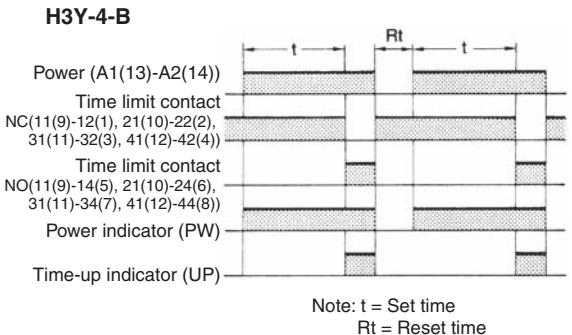 H3Y-4-B
t
Rt
t
Power (A1(13)-A2(14))
Time limit contact
NC(11(9)-12(1), 21(10)-22(2),
31(11)-32(3), 41(12)-42(4))
Time limit contact
NO(11(9)-14(5), 21(10)-24(6),
31(11)-34(7), 41(12)-44(8))
Power indicator (PW)
Time-up indicator (UP)
Note: t = Set time
Rt = Reset time